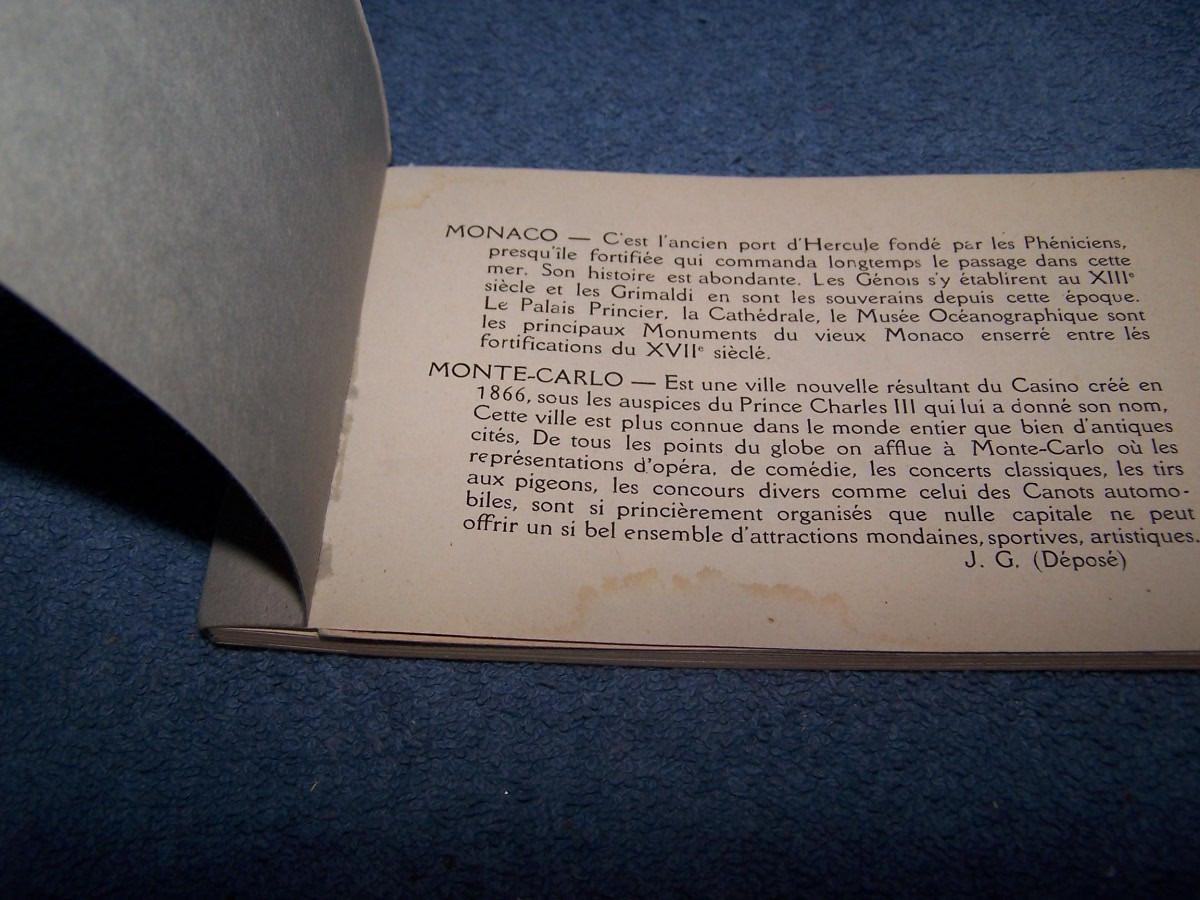 MONACO — C'est l'ancien port d'Hercule fondé par les Phéniciens,
presqu'île fortifiée qui commanda longtemps le passage dans cette
mer. Son histoire est abondante. Les Génois s'y établirent au XIIIe
siècle et les Grimaldi en sont les souverains depuis cette époque.
Le Palais Princier, la Cathédrale, le Musée Océanographique sont
les principaux Monuments du vieux Monaco enserré entre lés
fortifications du XVIIe sièclé.
MONTE-CARLO — Est une ville nouvelle résultant du Casino créé en
1866, sous les auspices du Prince Charles III qui lui a donné son nom,
Cette ville est plus connue dans le monde entier que bien d'antiques
cités, De tous les points du globe on afflue à Monte-Carlo où les
représentations d'opéra, de comédie, les concerts classiques, les tirs
aux pigeons, les concours divers comme celui des Canots automo-
biles, sont si princièrement organisés que nulle capitale ne peut
offrir un si bel ensemble d'attractions mondaines, sportives, artistiques.
J. G. (Déposé)